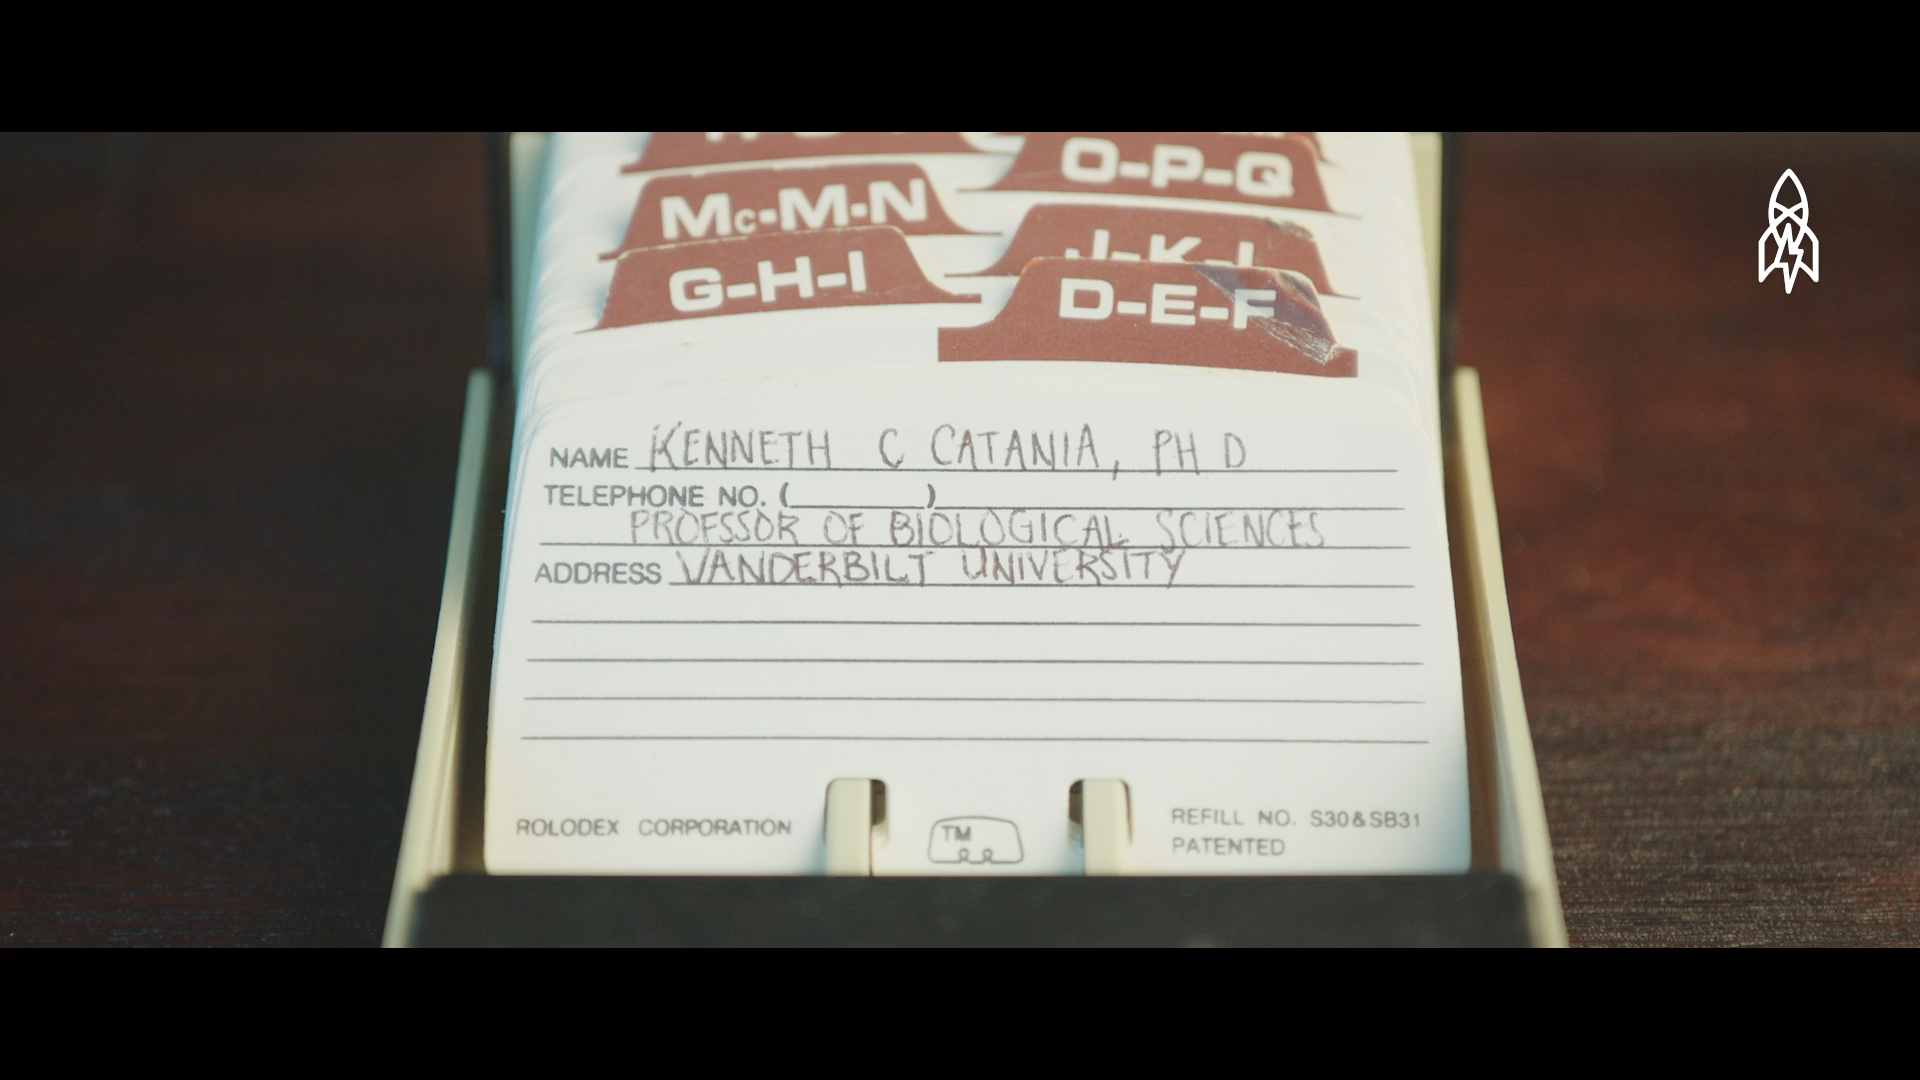 O-P-Q
Mc-M-N
J-K-L
G-H-I
D-E-F
NAME KENNETH C CATANIA, PH D
TELEPHONE NO. ( )
PROFSSOR OF BIOLOGICAL SCIENCES
ADDRESS VANDERBILT UNIVERSITY
ROLODEX CORPORATION
TM
REFILL NO. S30&SB31
PATENTED